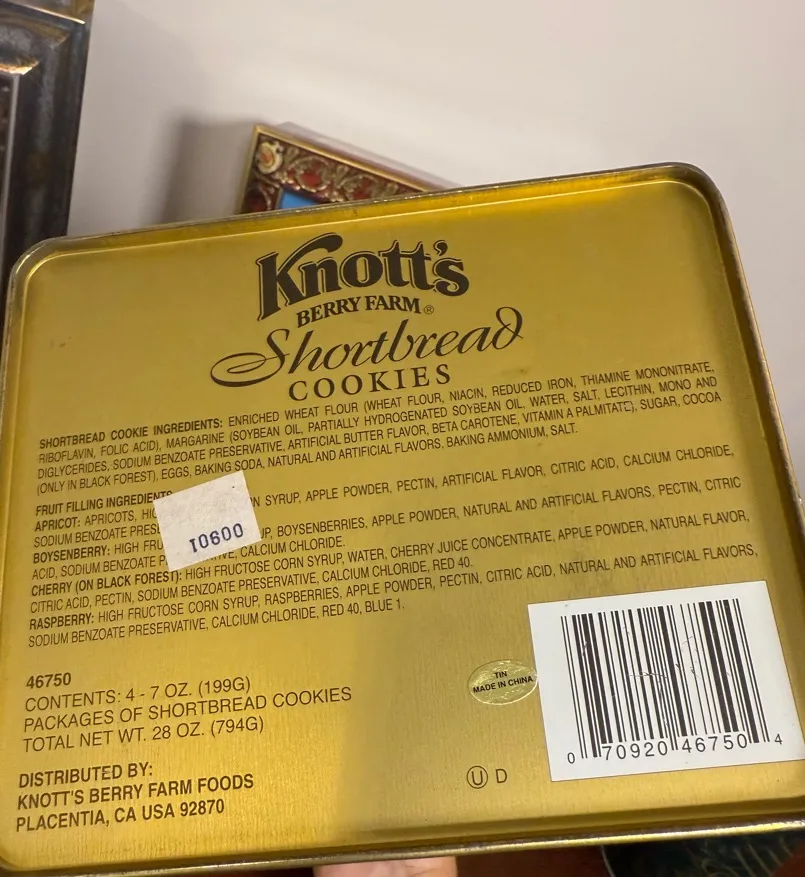 Knott's
BERRY FARM®
Shortbread
COOKIES
SHORTBREAD COOKIE INGREDIENTS: ENRICHED WHEAT FLOUR (WHEAT FLOUR, NIACIN, REDUCED IRON, THIAMINE MONONITRATE,
RIBOFLAVIN, FOLIC ACID), MARGARINE (SOYBEAN OIL, PARTIALLY HYDROGENATED SOYBEAN OIL, WATER, SALT, LECITHIN, MONO AND
DIGLYCERIDES, SODIUM BENZOATE PRESERVATIVE, ARTIFICIAL BUTTER FLAVOR, BETA CAROTENE, VITAMIN A PALMITATE), SUGAR, COCOA
(ONLY IN BLACK FOREST), EGGS, BAKING SODA, NATURAL AND ARTIFICIAL FLAVORS, BAKING AMMONIUM, SALT.
FRUIT FILLING INGREDIENTS
APRICOT: APRICOTS, SYRUP, APPLE POWDER, PECTIN, ARTIFICIAL FLAVOR, CITRIC ACID, CALCIUM CHLORIDE,
SODIUM BENZOATE
BOYSENBERRY: HIGH BOYSENBERRIES, APPLE POWDER, NATURAL AND ARTIFICIAL FLAVORS, PECTIN, CITRIC
ACID, SODIUM BENZOATE CALCIUM CHLORIDE.
CHERRY (ON BLACK FOREST): HIGH FRUCTOSE CORN SYRUP, WATER, CHERRY JUICE CONCENTRATE, APPLE POWDER, NATURAL FLAVOR,
CITRIC ACID, PECTIN, SODIUM BENZOATE PRESERVATIVE, CALCIUM CHLORIDE, RED 40.
RASPBERRY: HIGH FRUCTOSE CORN SYRUP, RASPBERRIES, APPLE POWDER, PECTIN, CITRIC ACID, NATURAL AND ARTIFICIAL FLAVORS,
SODIUM BENZOATE PRESERVATIVE, CALCIUM CHLORIDE, RED 40, BLUE 1.
10600
46750
CONTENTS: 4 - 7 OZ. (199G)
PACKAGES OF SHORTBREAD COOKIES
TOTAL NET WT. 28 OZ. (794G)
DISTRIBUTED BY:
KNOTT'S BERRY FARM FOODS
PLACENTIA, CA USA 92870
TIN
MADE IN CHINA
U D
0 70920 46750 4